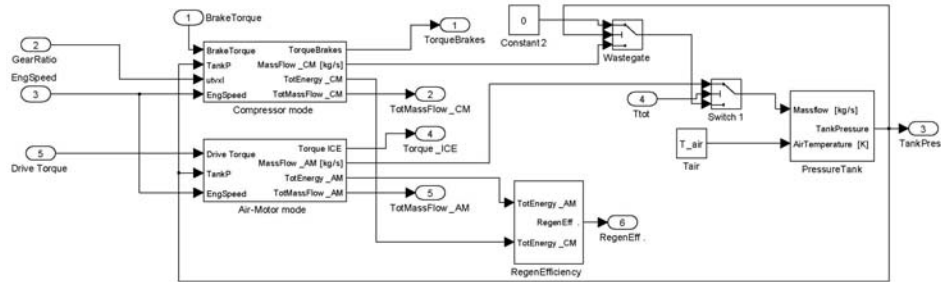 1
BrakeTorque
2
GearRatio
EngSpeed
3
5
Drive Torque
BrakeTorque
TankP
utvxl
EngSpeed
TorqueBrakes
MassFlow _CM [kg/s]
TotEnergy _CM
TotMassFlow _CM
Compressor mode
Drive Torque
TankP
EngSpeed
Torque ICE
MassFlow _AM [kg/s]
TotEnergy _AM
TotMassFlow _AM
Air-Motor mode
1
TorqueBrakes
2
TotMassFlow _CM
4
Torque _ICE
5
TotMassFlow _AM
TotEnergy _AM
RegenEff .
TotEnergy _CM
RegenEfficiency
6
RegenEff .
0
Constant 2
Wastegate
4
Ttot
Switch 1
T_air
Tair
Massflow [kg/s]
TankPressure
AirTemperature [K]
PressureTank
3
TankPres